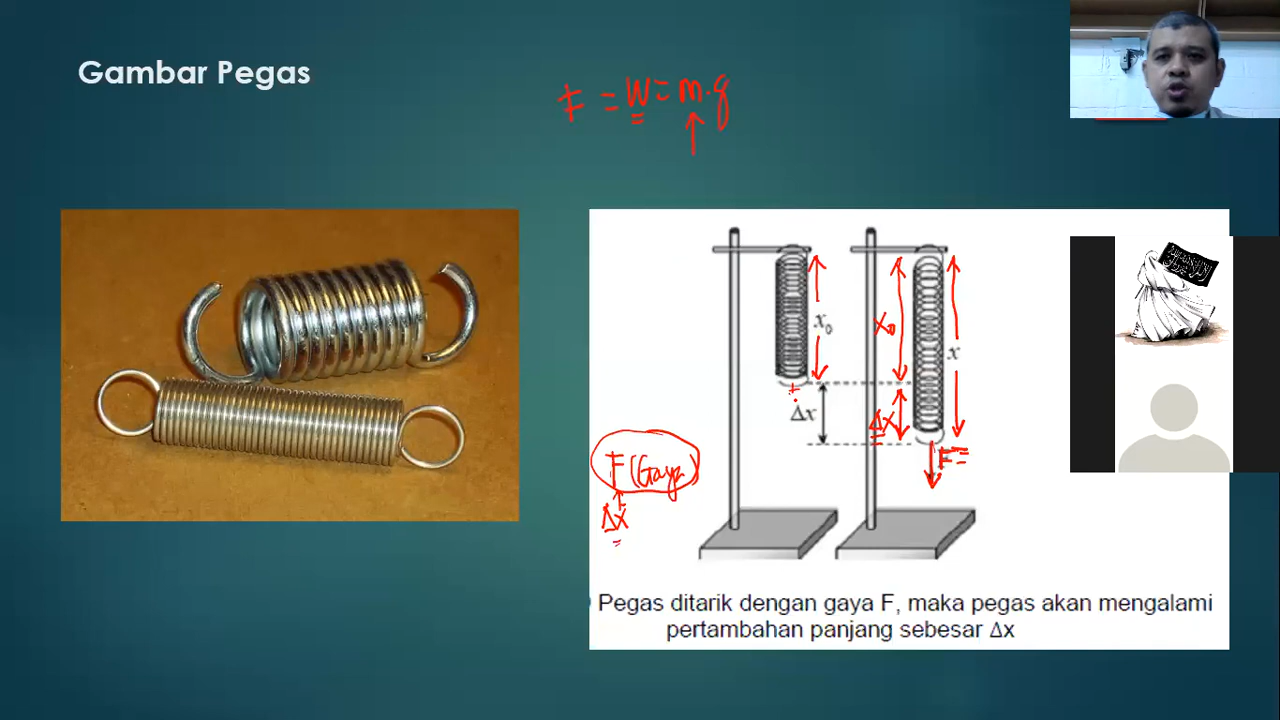 Gambar Pegas
F = W = m.g
x₀
x₀
x
Δx
Δx
F
F (Gaya)
Δx
Pegas ditarik dengan gaya F, maka pegas akan mengalami
pertambahan panjang sebesar Δx